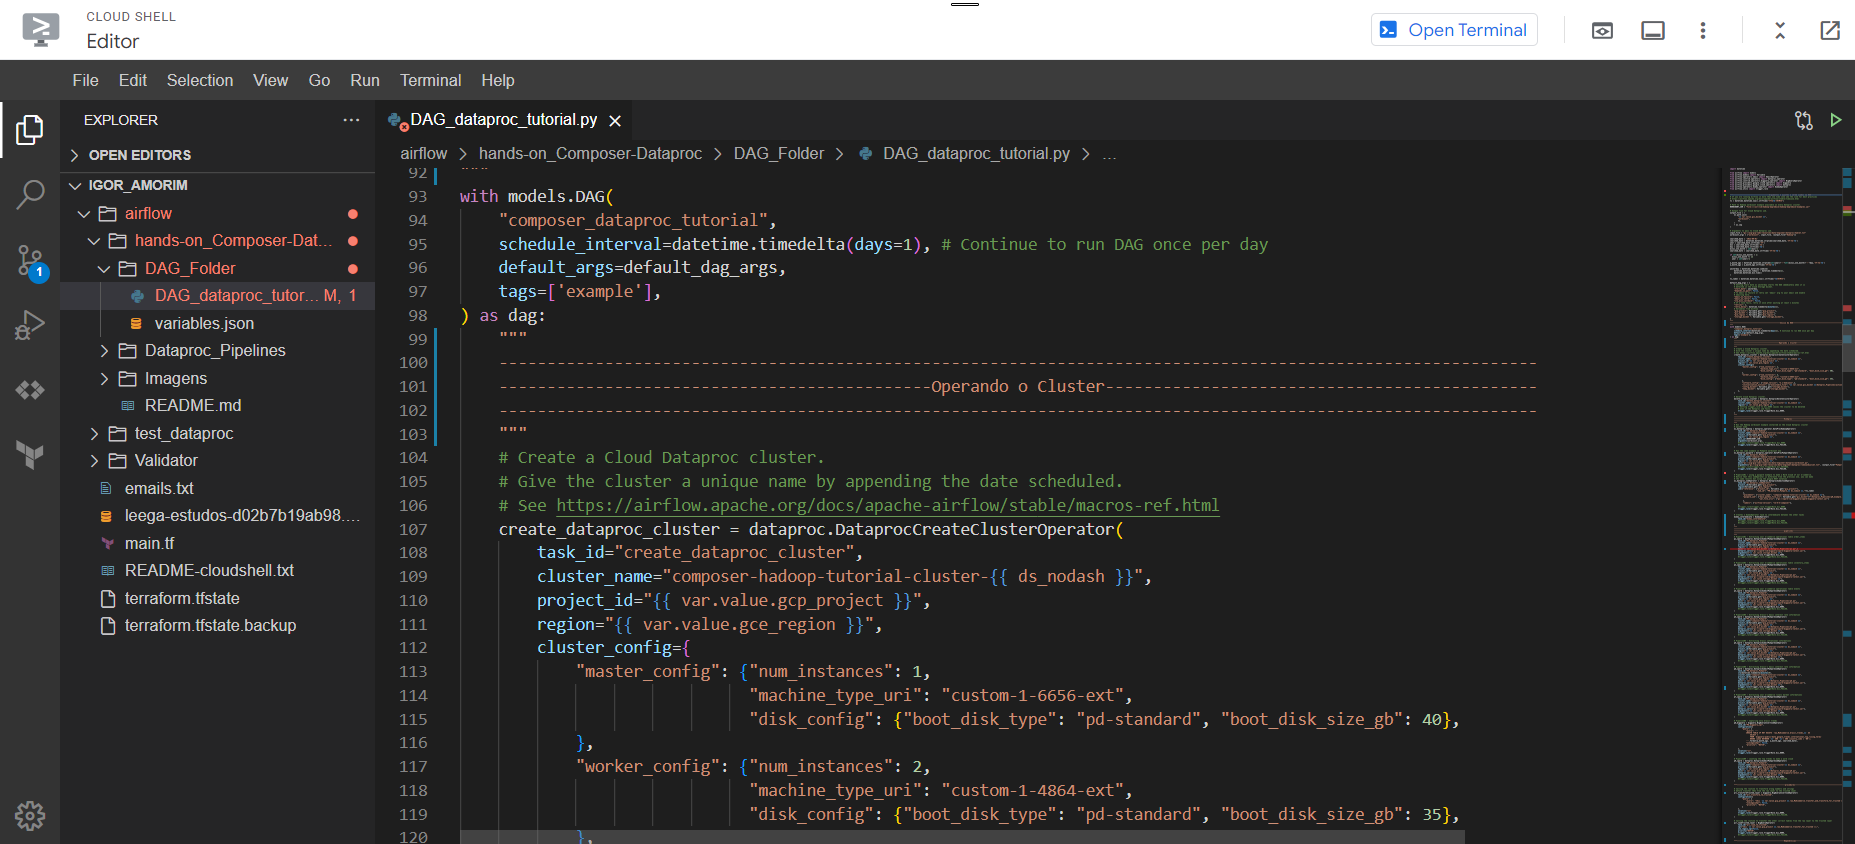 CLOUD SHELL
Editor
Open Terminal
File Edit Selection View Go Run Terminal Help
EXPLORER
OPEN EDITORS
IGOR_AMORIM
airflow
hands-on_Composer-Dat...
DAG_Folder
DAG_dataproc_tutor... M, 1
variables.json
Dataproc_Pipelines
Imagens
README.md
test_dataproc
Validator
emails.txt
leega-estudos-d02b7b19ab98....
main.tf
README-cloudshell.txt
terraform.tfstate
terraform.tfstate.backup
1
DAG_dataproc_tutorial.py
airflow > hands-on_Composer-Dataproc > DAG_Folder > DAG_dataproc_tutorial.py > ...
92 """
93 with models.DAG(
94 "composer_dataproc_tutorial",
95 schedule_interval=datetime.timedelta(days=1), # Continue to run DAG once per day
96 default_args=default_dag_args,
97 tags=['example'],
98 ) as dag:
99 """
100 ------------------------------------------------------------------------------------------------------------
101 ---------------------------------------------Operando o Cluster---------------------------------------------
102 ------------------------------------------------------------------------------------------------------------
103 """
104 # Create a Cloud Dataproc cluster.
105 # Give the cluster a unique name by appending the date scheduled.
106 # See https://airflow.apache.org/docs/apache-airflow/stable/macros-ref.html
107 create_dataproc_cluster = dataproc.DataprocCreateClusterOperator(
108 task_id="create_dataproc_cluster",
109 cluster_name="composer-hadoop-tutorial-cluster-{{ ds_nodash }}",
110 project_id="{{ var.value.gcp_project }}",
111 region="{{ var.value.gce_region }}",
112 cluster_config={
113 "master_config": {"num_instances": 1,
114 "machine_type_uri": "custom-1-6656-ext",
115 "disk_config": {"boot_disk_type": "pd-standard", "boot_disk_size_gb": 40},
116 },
117 "worker_config": {"num_instances": 2,
118 "machine_type_uri": "custom-1-4864-ext",
119 "disk_config": {"boot_disk_type": "pd-standard", "boot_disk_size_gb": 35},
120 },